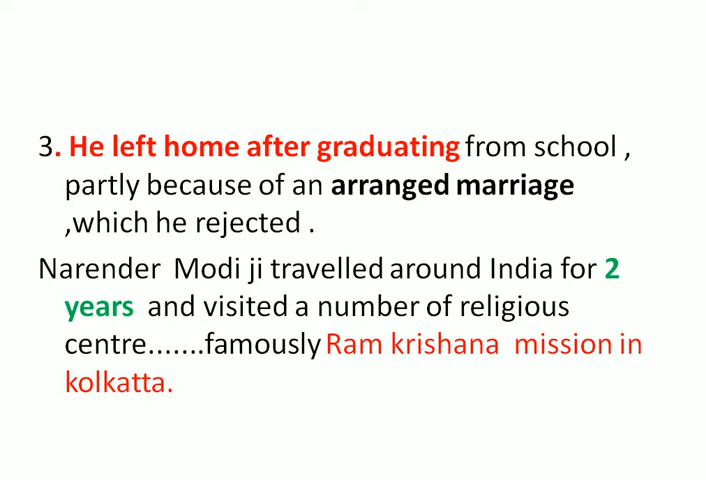 3. He left home after graduating from school ,
partly because of an arranged marriage
,which he rejected .
Narender Modi ji travelled around India for 2
years and visited a number of religious
centre.......famously Ram krishana mission in
kolkatta.